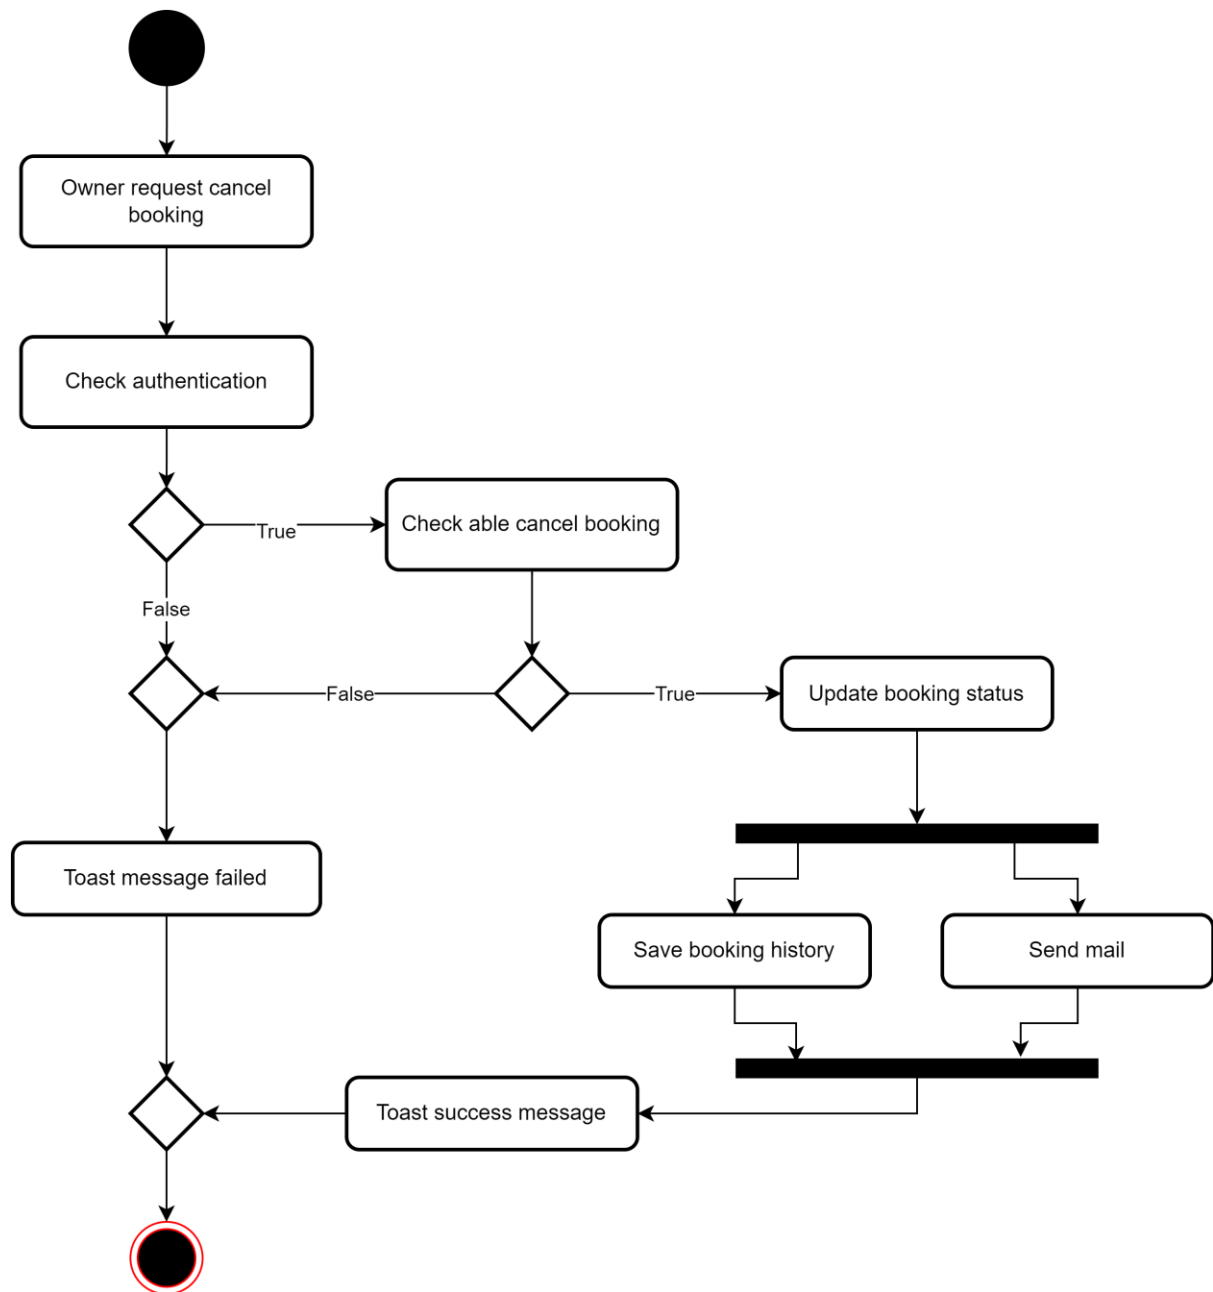 Owner request cancel
booking
Check authentication
True
Check able cancel booking
False
False
True
Update booking status
Toast message failed
Save booking history
Send mail
Toast success message